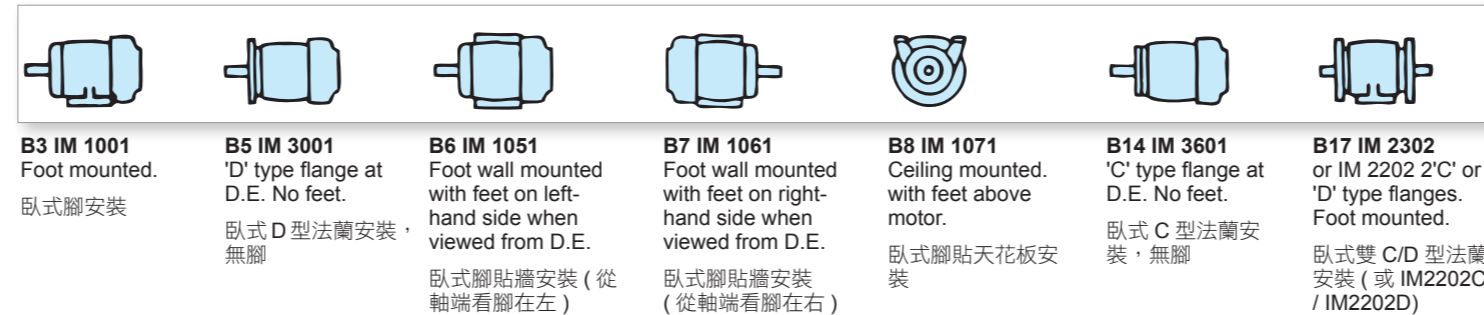 B3 IM 1001
Foot mounted.
臥式腳安裝
B5 IM 3001
'D' type flange at
D.E. No feet.
臥式 D 型法蘭安裝，
無腳
B6 IM 1051
Foot wall mounted
with feet on left-
hand side when
viewed from D.E.
臥式腳貼牆安裝 ( 從
軸端看腳在左 )
B7 IM 1061
Foot wall mounted
with feet on right-
hand side when
viewed from D.E.
臥式腳貼牆安裝
( 從軸端看腳在右 )
B8 IM 1071
Ceiling mounted.
with feet above
motor.
臥式腳貼天花板安
裝
B14 IM 3601
'C' type flange at
D.E. No feet.
臥式 C 型法蘭安
裝，無腳
B17 IM 2302
or IM 2202 2'C' or
'D' type flanges.
Foot mounted.
臥式雙 C/D 型法蘭
安裝 ( 或 IM2202C
/ IM2202D)